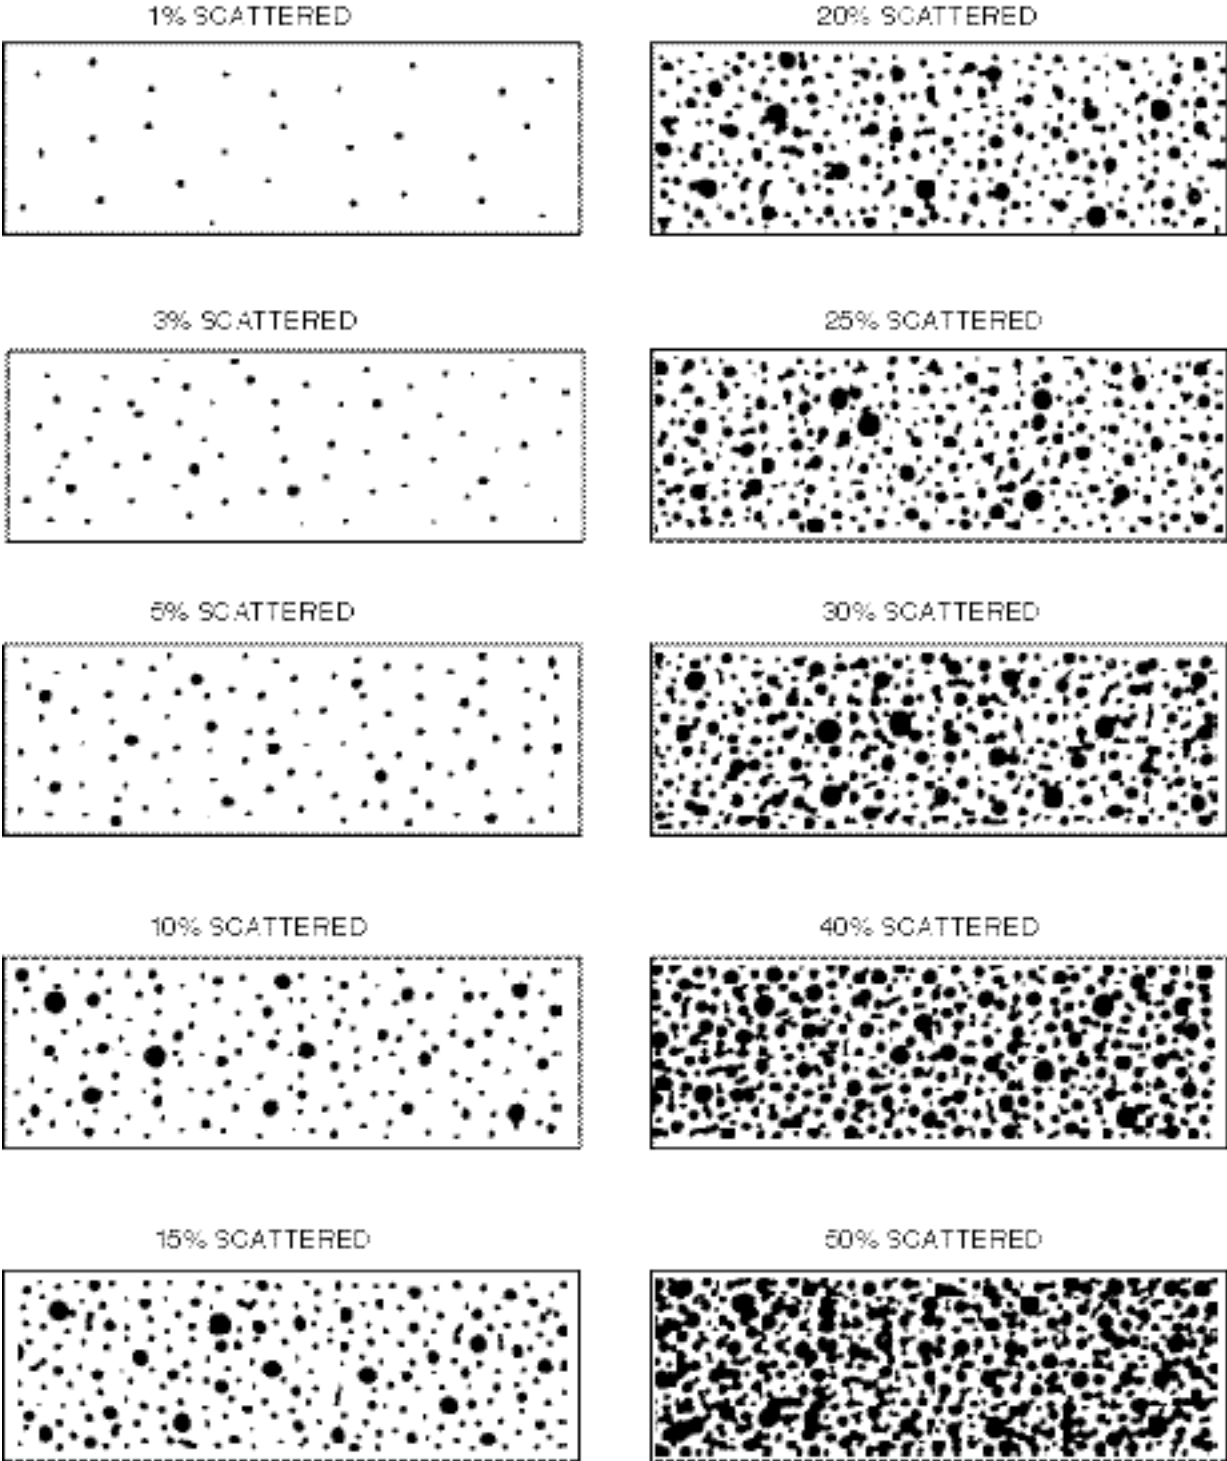 1% SCATTERED
20% SCATTERED
3% SCATTERED
25% SCATTERED
5% SCATTERED
30% SCATTERED
10% SCATTERED
40% SCATTERED
15% SCATTERED
50% SCATTERED